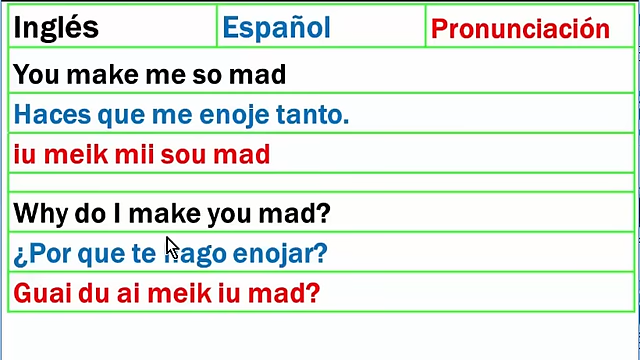 Inglés Español Pronunciación
You make me so mad
Haces que me enoje tanto.
iu meik mii sou mad
Why do I make you mad?
¿Por que te hago enojar?
Guai du ai meik iu mad?